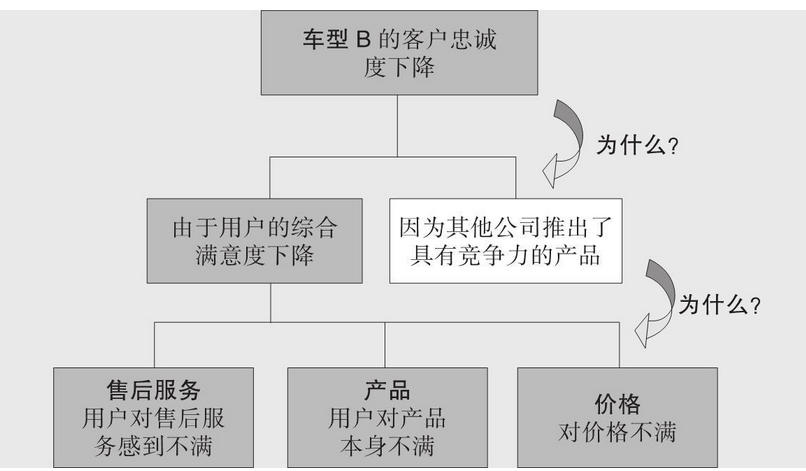 车型 B 的客户忠诚
度下降
为什么？
由于用户的综合
满意度下降
因为其他公司推出了
具有竞争力的产品
为什么？
售后服务
用户对售后服
务感到不满
产品
用户对产品
本身不满
价格
对价格不满